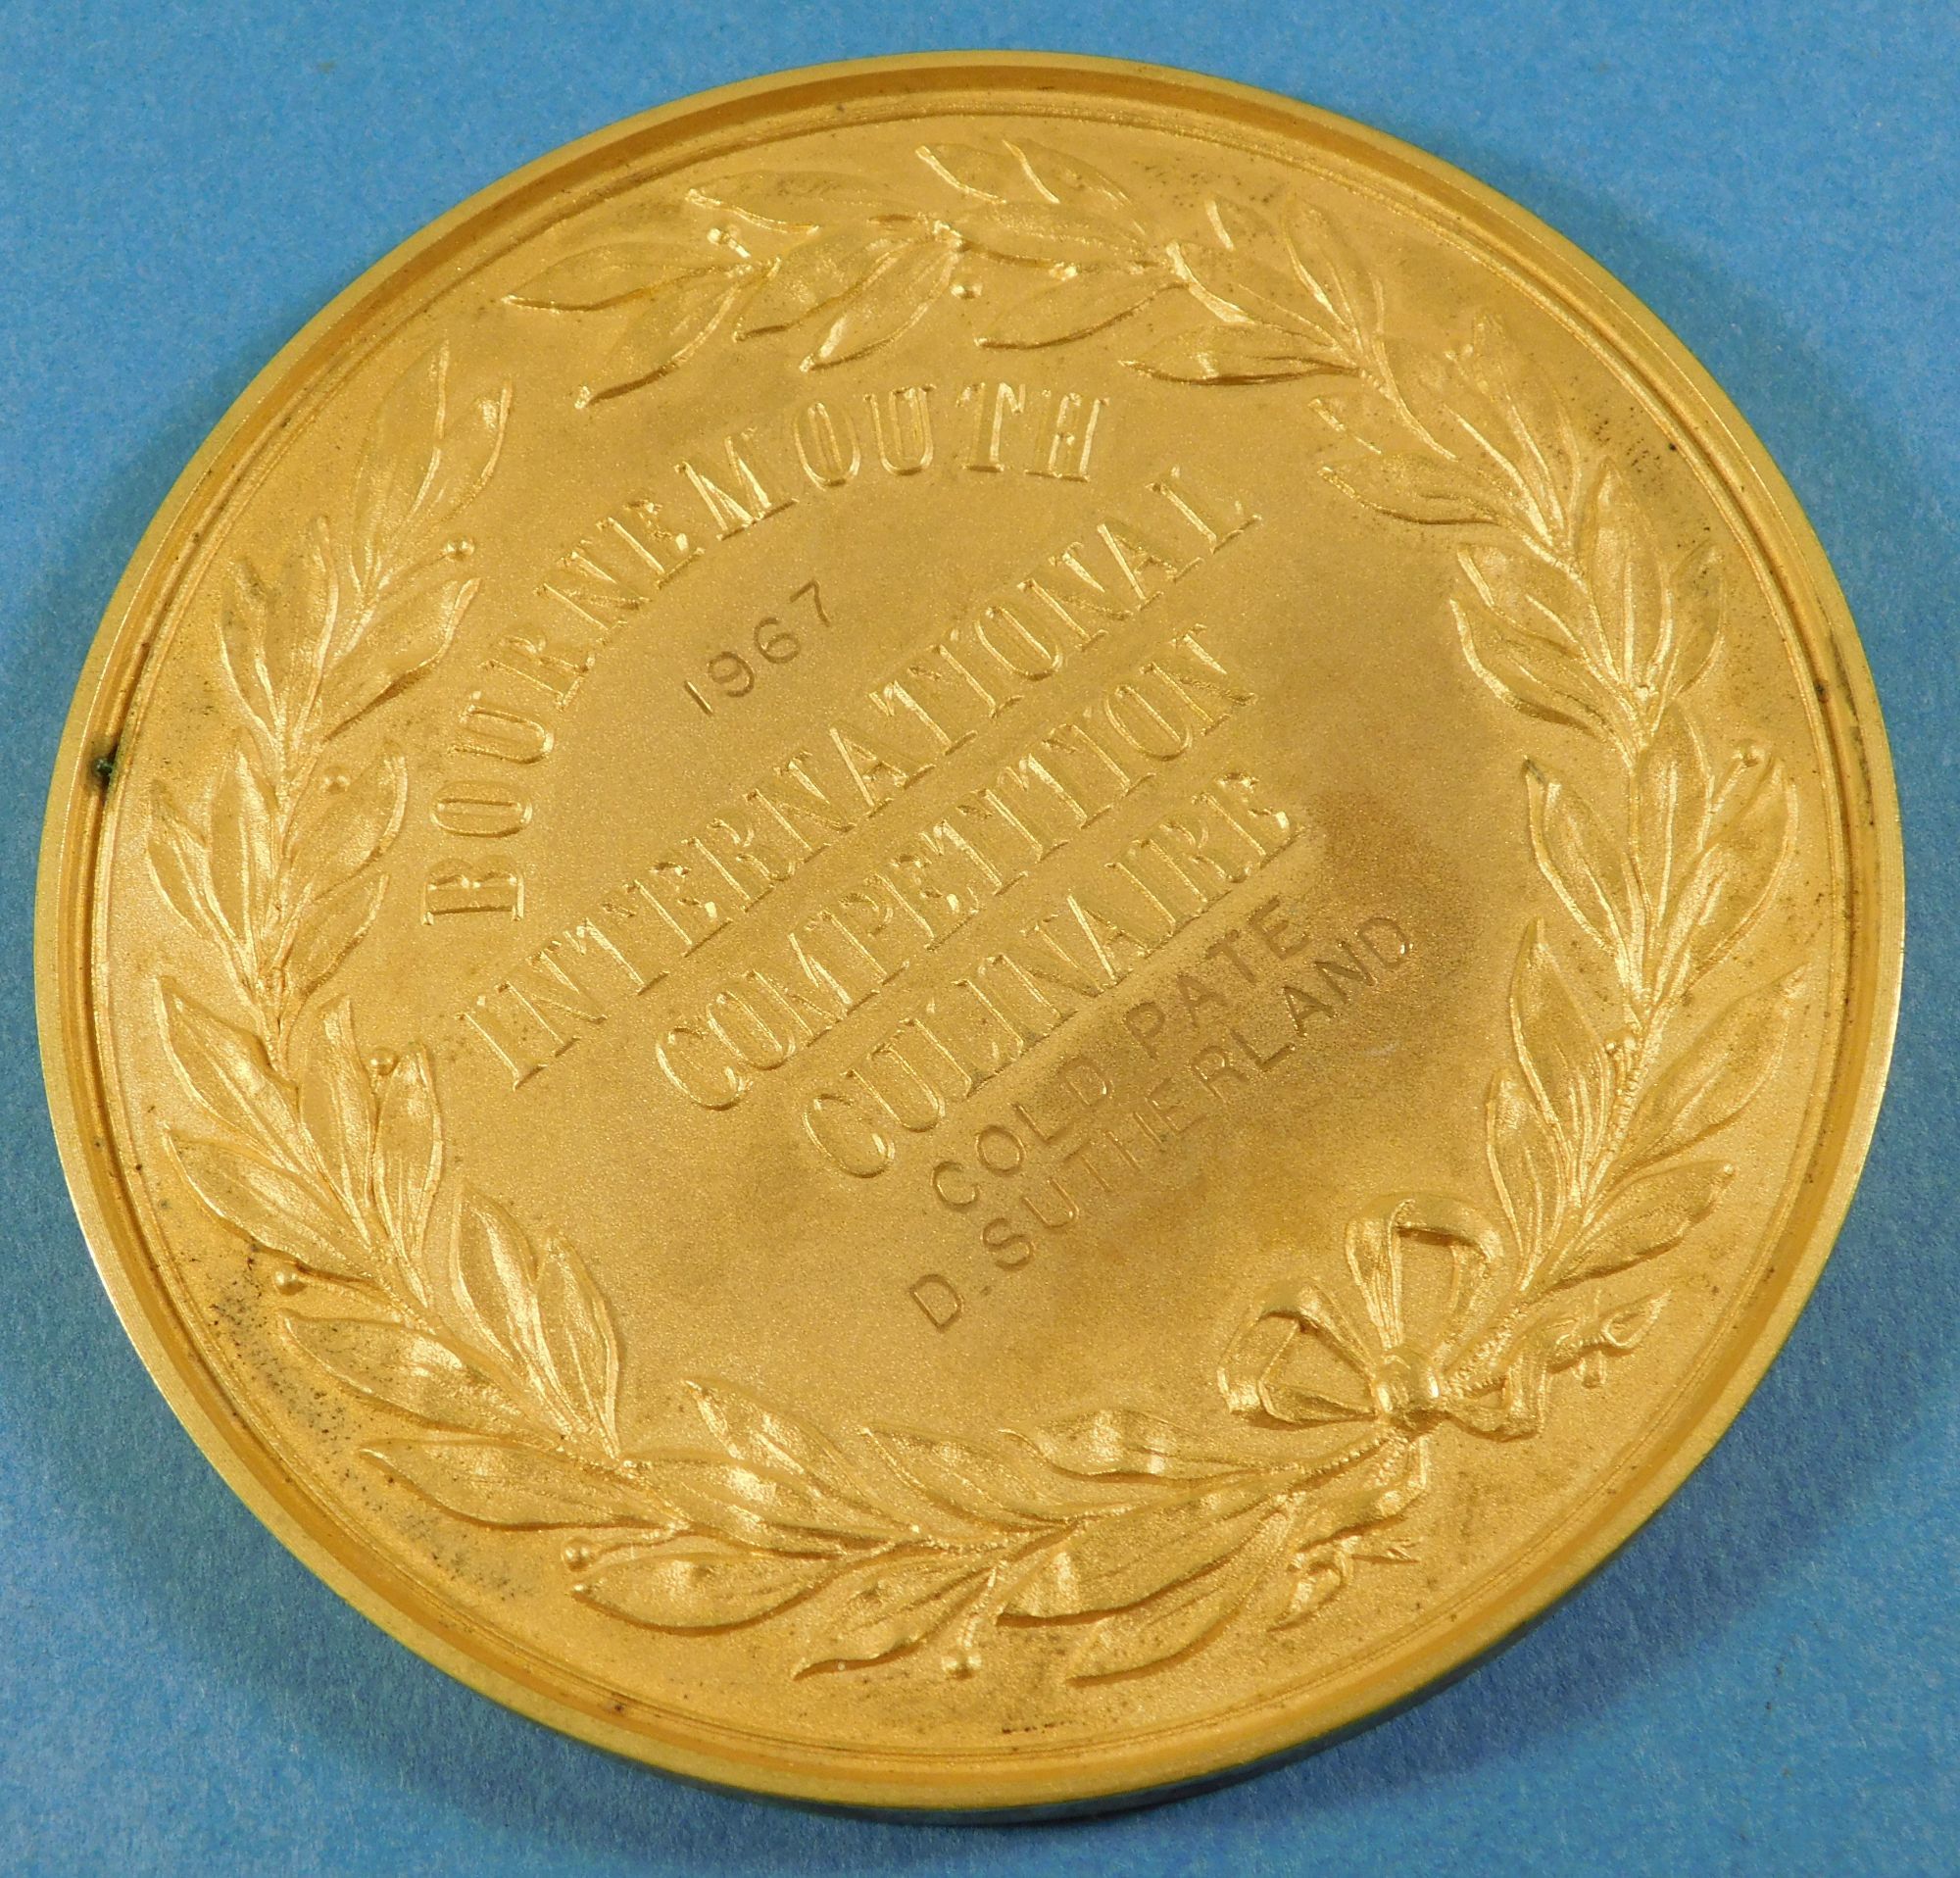 BOURNEMOUTH
1967
INTERNATIONAL
COMPETITION
CULINAIRE
COLD PATE
D. SUTHERLAND